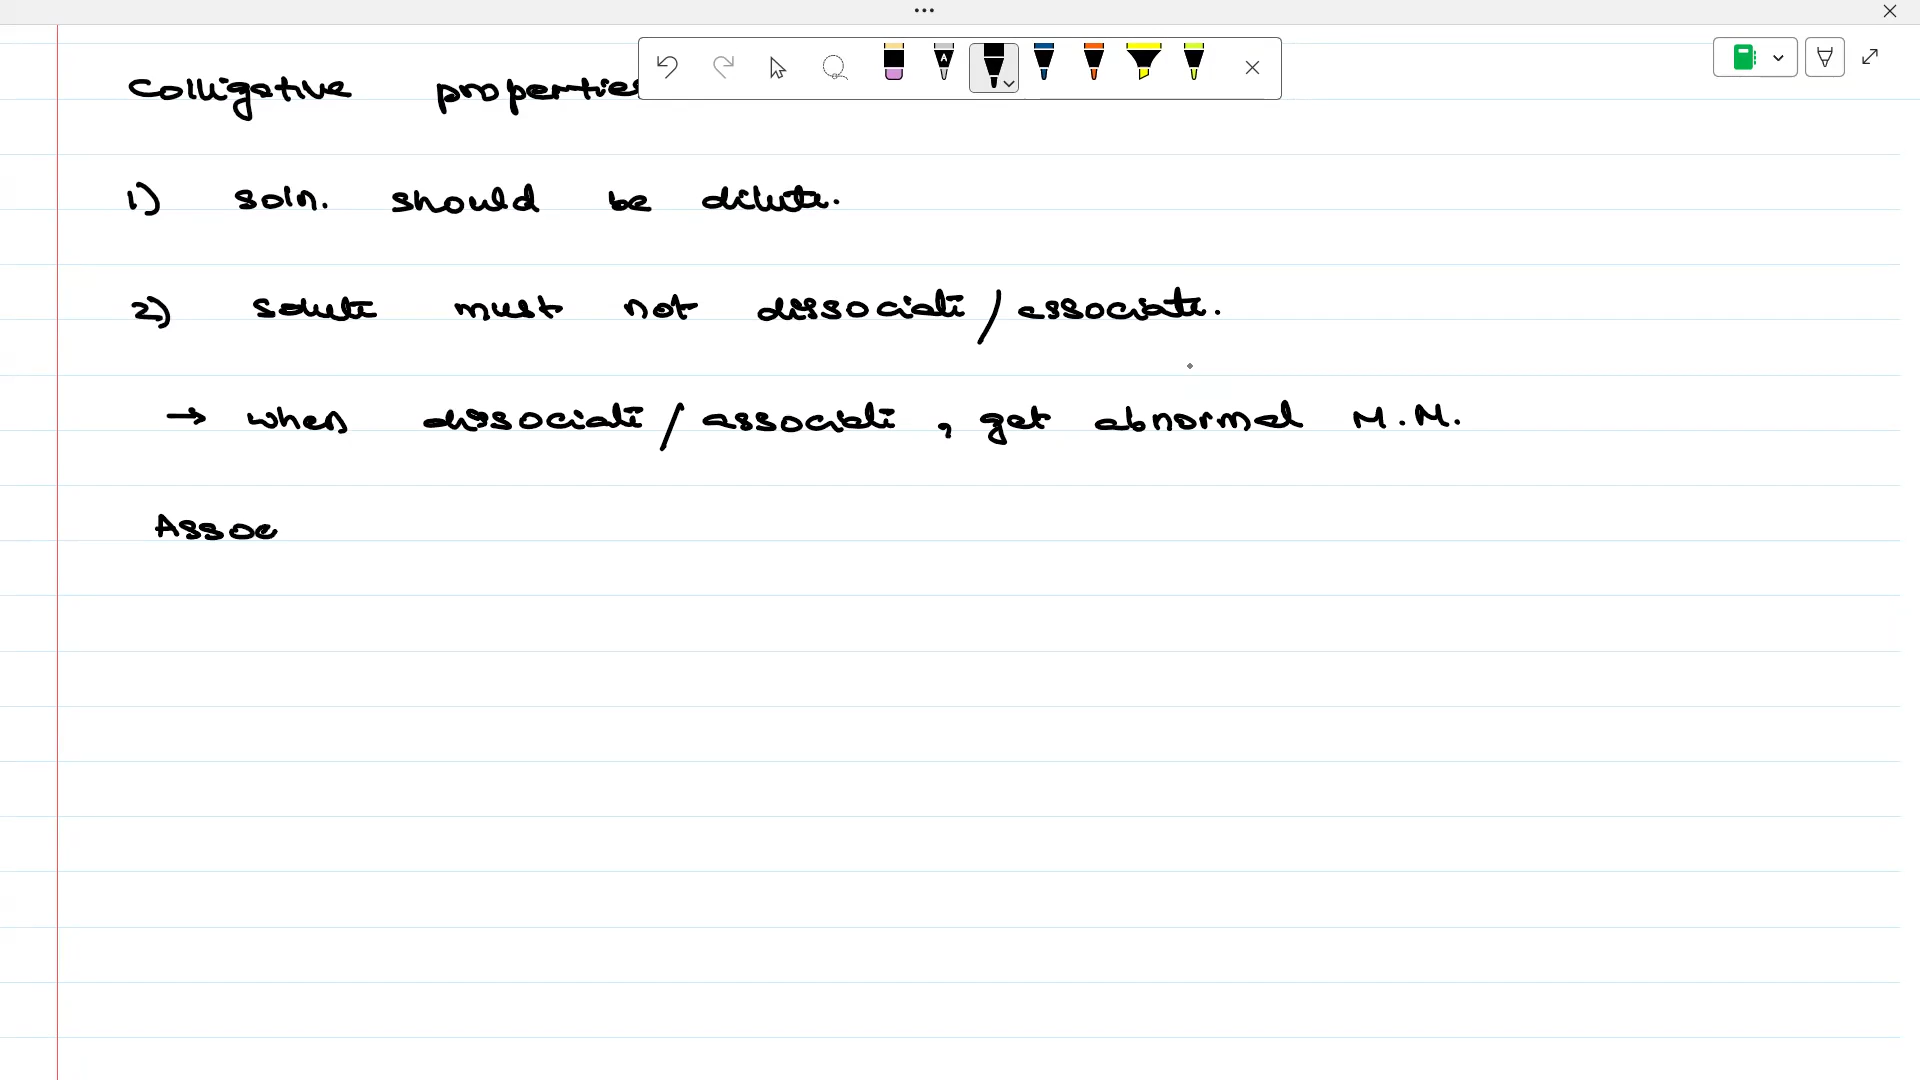 Colligative properties
1) soln. should be dilute.
2) solute must not dissociate / associate.
→ when dissociate / associate , get abnormal M.M.
Assoc